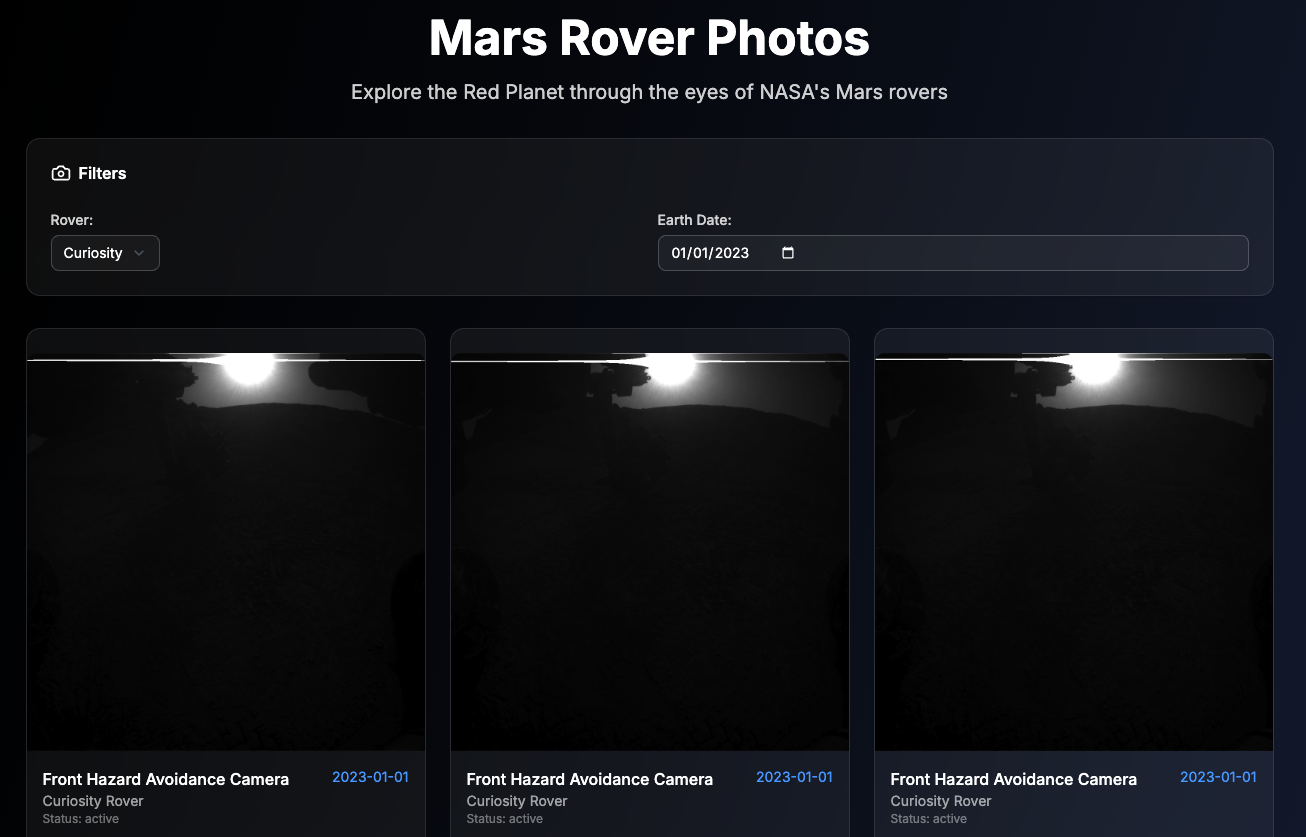 Mars Rover Photos
Explore the Red Planet through the eyes of NASA's Mars rovers
Filters
Rover:
Curiosity
Earth Date:
01/01/2023
Front Hazard Avoidance Camera
2023-01-01
Curiosity Rover
Status: active
Front Hazard Avoidance Camera
2023-01-01
Curiosity Rover
Status: active
Front Hazard Avoidance Camera
2023-01-01
Curiosity Rover
Status: active